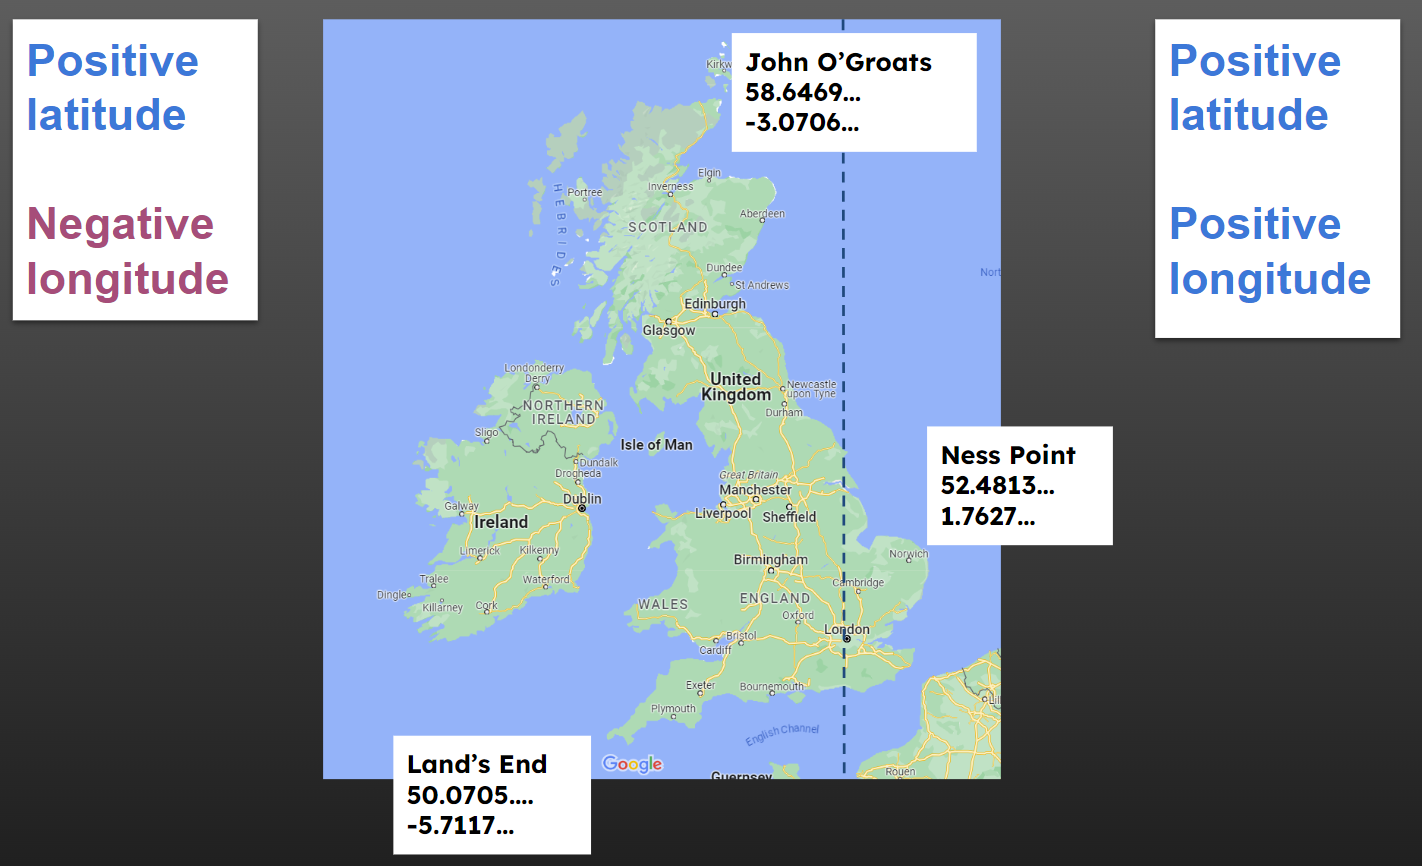 Positive
latitude
Negative
longitude
Positive
latitude
Positive
longitude
John O’Groats
58.6469...
-3.0706...
Ness Point
52.4813...
1.7627...
Land’s End
50.0705....
-5.7117...
Kirkw
Elgin
Inverness
Portree
HEBRIDES
Aberdeen
SCOTLAND
Nort
Dundee
St Andrews
Edinburgh
Glasgow
Londonderry
Derry
United
Kingdom
Newcastle
upon Tyne
Durham
NORTHERN
IRELAND
Sligo
Isle of Man
Dundalk
Drogheda
Great Britain
Manchester
Dublin
Galway
Liverpool
Sheffield
Ireland
Limerick
Kilkenny
Norwich
Birmingham
Tralee
Waterford
Cambridge
Dingle
Killarney
Cork
WALES
ENGLAND
Oxford
London
Bristol
Cardiff
Exeter
Bournemouth
Plymouth
Lil
English Channel
Google
Guernsey
Rouen